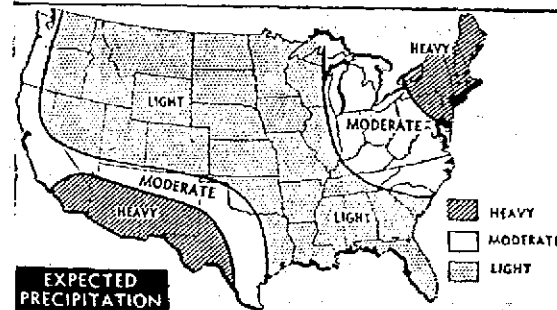 HEAVY
LIGHT
MODERATE
MODERATE
HEAVY
LIGHT
HEAVY
MODERATE
LIGHT
EXPECTED
PRECIPITATION